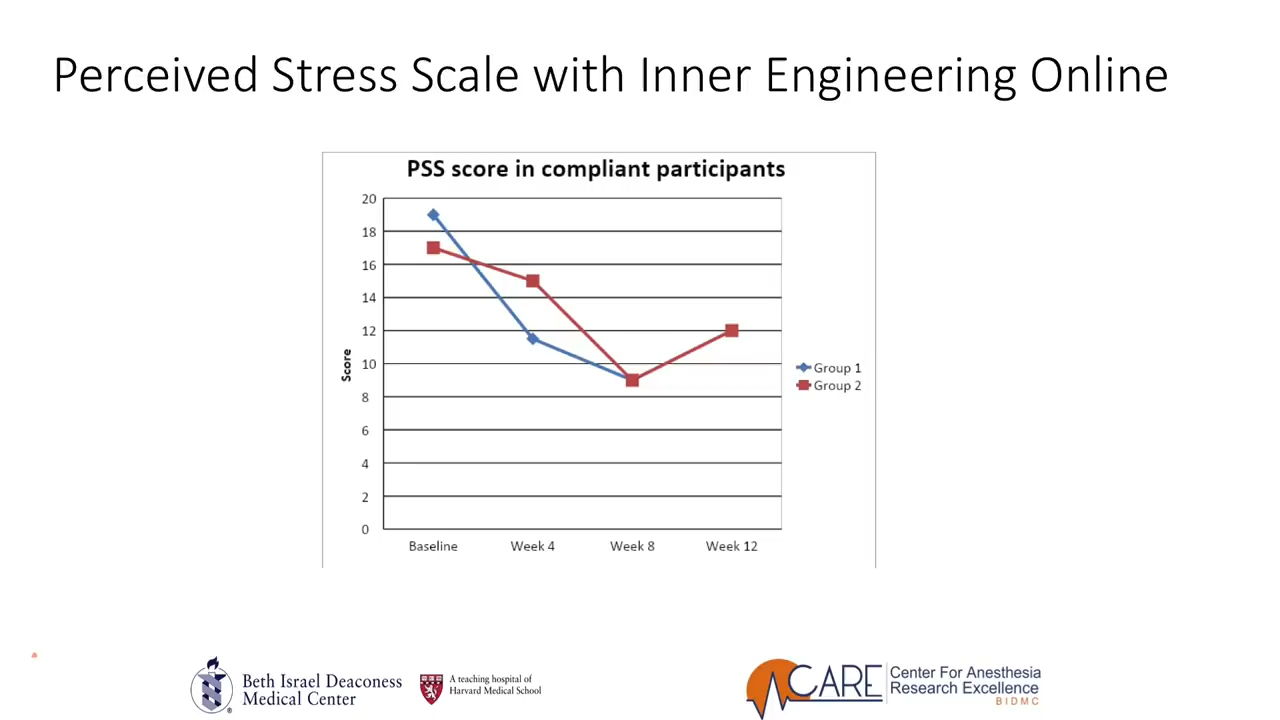 Perceived Stress Scale with Inner Engineering Online
PSS score in compliant participants
20
18
16
14
12
10
8
6
4
2
0
Score
Baseline
Week 4
Week 8
Week 12
Group 1
Group 2
Beth Israel Deaconess
Medical Center
®
A teaching hospital of
Harvard Medical School
CARE
Center For Anesthesia
Research Excellence
BIDMC